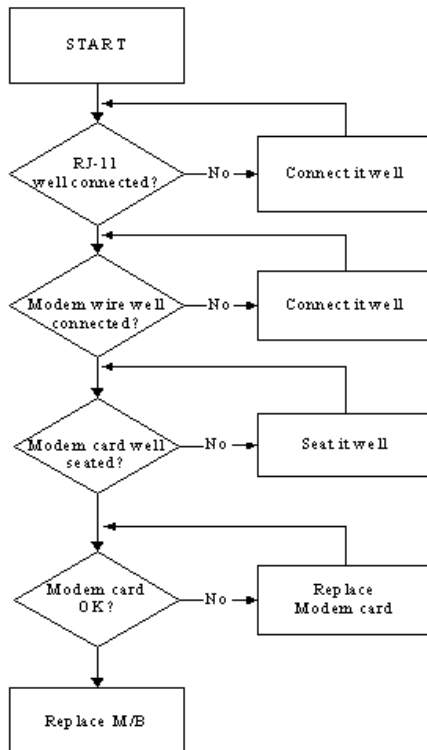 START
RJ-11
well connected?
No
Connect it well
Modem wire well
connected?
No
Connect it well
Modem card well
seated?
No
Seat it well
Modem card
OK?
No
Replace
Modem card
Replace M/B